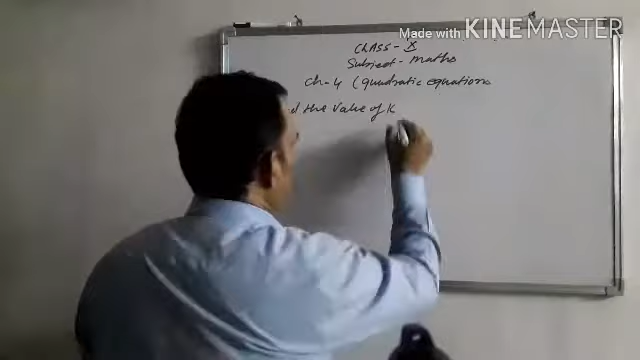 Made with KINEMASTER
CLASS - X
Subject - Maths
Ch-4 (quadratic equations
the value of K